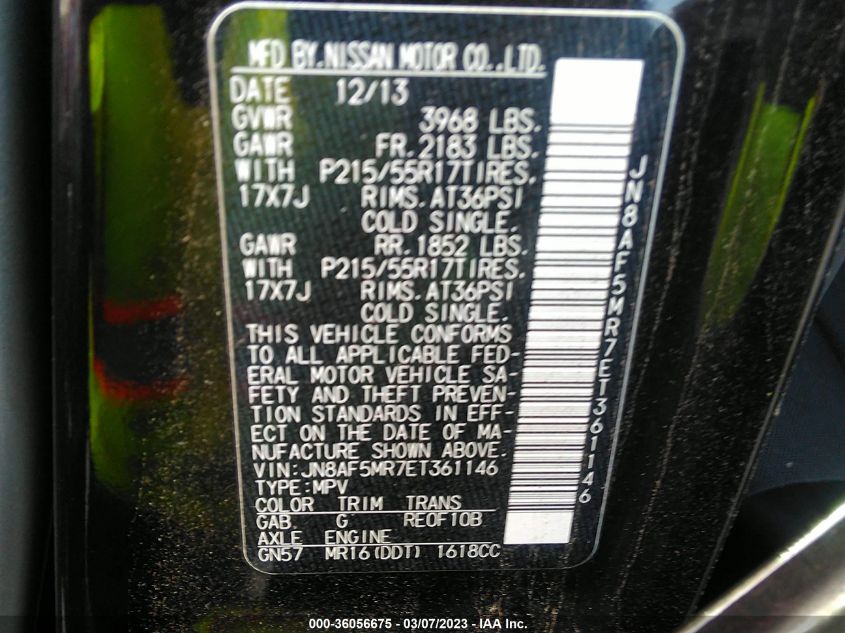 MFD BY.NISSAN MOTOR CO.,LTD.
DATE 12/13
GVWR 3968 LBS.
GAWR FR.2183 LBS.
WITH P215/55R17TIRES.
17X7J RIMS.AT36PSI
COLD SINGLE.
GAWR RR.1852 LBS.
WITH P215/55R17TIRES.
17X7J RIMS.AT36PSI
COLD SINGLE.
THIS VEHICLE CONFORMS
TO ALL APPLICABLE FED-
ERAL MOTOR VEHICLE SA-
FETY AND THEFT PREVEN-
TION STANDARDS IN EFF-
ECT ON THE DATE OF MA-
NUFACTURE SHOWN ABOVE.
VIN:JN8AF5MR7ET361146
TYPE:MPV
COLOR TRIM TRANS
GAB. G RE0F10B
AXLE ENGINE
GN57 MR16(DDT) 1618CC
JN8AF5MR7ET361146
000-36056675 / 03/07/2023 - IAA Inc.